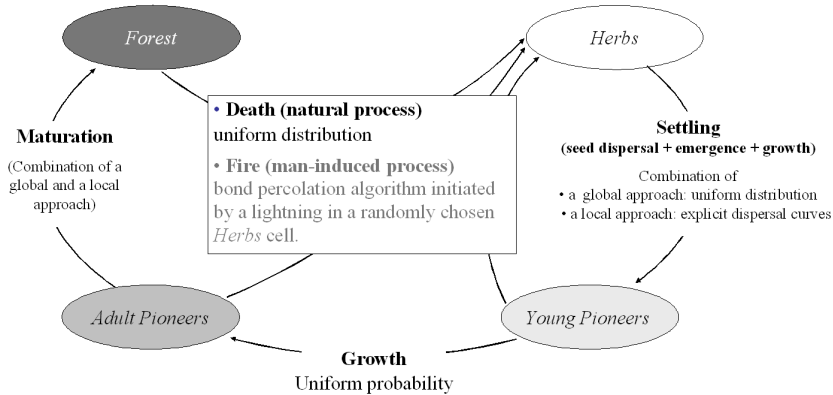 Forest
Herbs
• Death (natural process)
uniform distribution
• Fire (man-induced process)
bond percolation algorithm initiated
by a lightning in a randomly chosen
Herbs cell.
Maturation
(Combination of a
global and a local
approach)
Settling
(seed dispersal + emergence + growth)
Combination of
• a global approach: uniform distribution
• a local approach: explicit dispersal curves
Adult Pioneers
Young Pioneers
Growth
Uniform probability